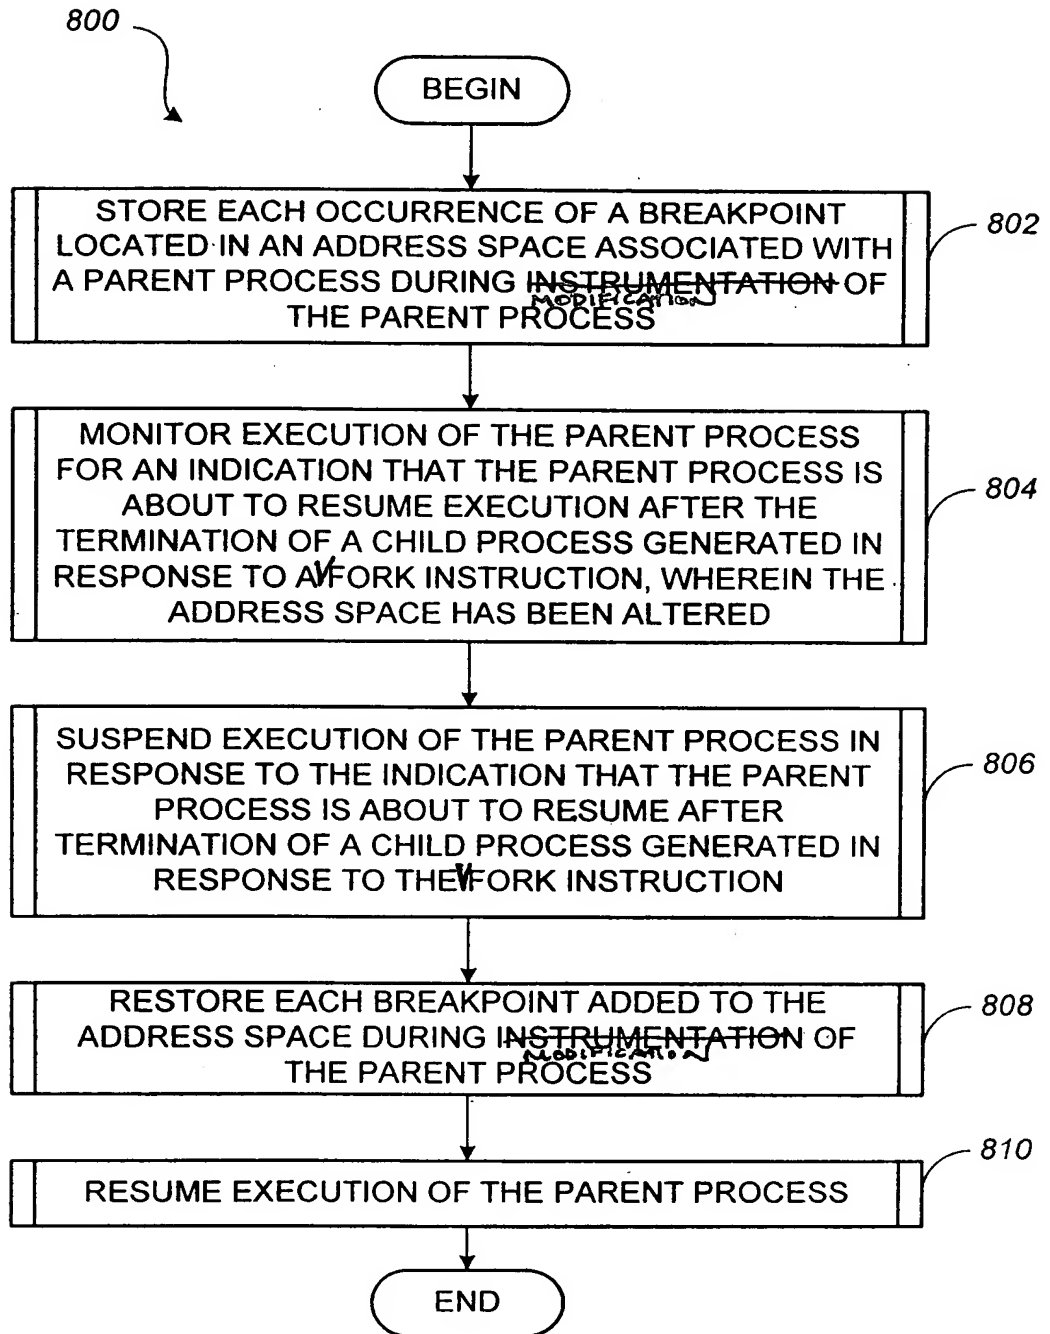 800
BEGIN
STORE EACH OCCURRENCE OF A BREAKPOINT
LOCATED IN AN ADDRESS SPACE ASSOCIATED WITH
A PARENT PROCESS DURING INSTRUMENTATION OF
MODIFICATION
THE PARENT PROCESS
802
MONITOR EXECUTION OF THE PARENT PROCESS
FOR AN INDICATION THAT THE PARENT PROCESS IS
ABOUT TO RESUME EXECUTION AFTER THE
TERMINATION OF A CHILD PROCESS GENERATED IN
RESPONSE TO A VFORK INSTRUCTION, WHEREIN THE
ADDRESS SPACE HAS BEEN ALTERED
804
SUSPEND EXECUTION OF THE PARENT PROCESS IN
RESPONSE TO THE INDICATION THAT THE PARENT
PROCESS IS ABOUT TO RESUME AFTER
TERMINATION OF A CHILD PROCESS GENERATED IN
RESPONSE TO THE VFORK INSTRUCTION
806
RESTORE EACH BREAKPOINT ADDED TO THE
ADDRESS SPACE DURING INSTRUMENTATION OF
MODIFICATION
THE PARENT PROCESS
808
RESUME EXECUTION OF THE PARENT PROCESS
810
END